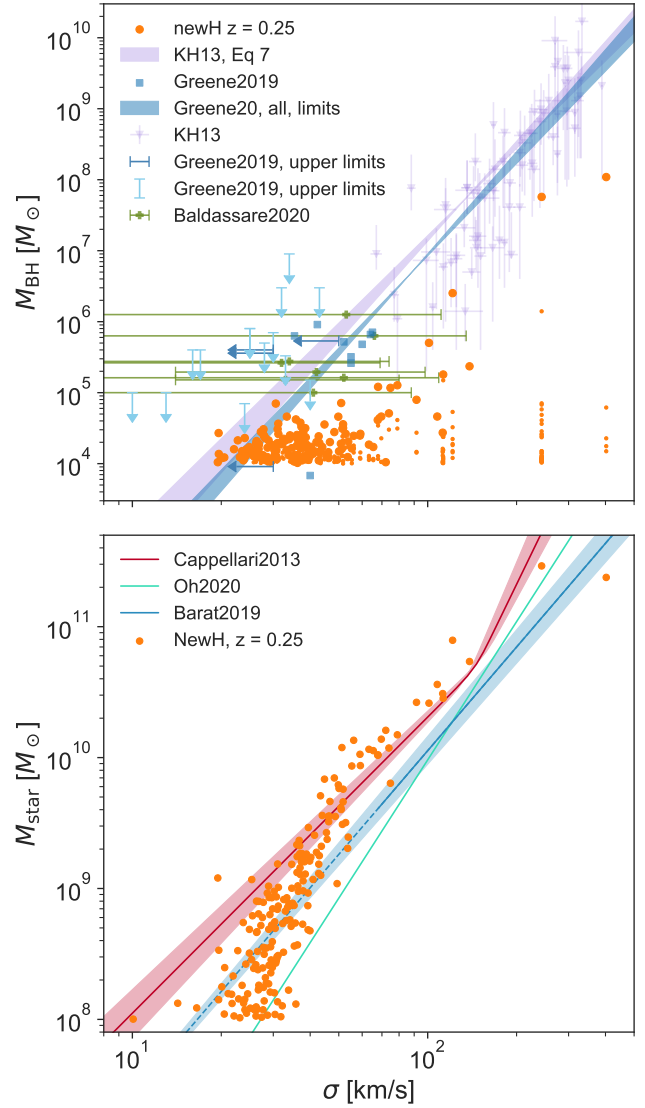 newH z = 0.25
KH13, Eq 7
Greene2019
Greene20, all, limits
KH13
Greene2019, upper limits
Greene2019, upper limits
Baldassare2020
M_BH [M_⊙]
10^10
10^9
10^8
10^7
10^6
10^5
10^4
Cappellari2013
Oh2020
Barat2019
NewH, z = 0.25
M_star [M_⊙]
10^11
10^10
10^9
10^8
10^1
10^2
σ [km/s]